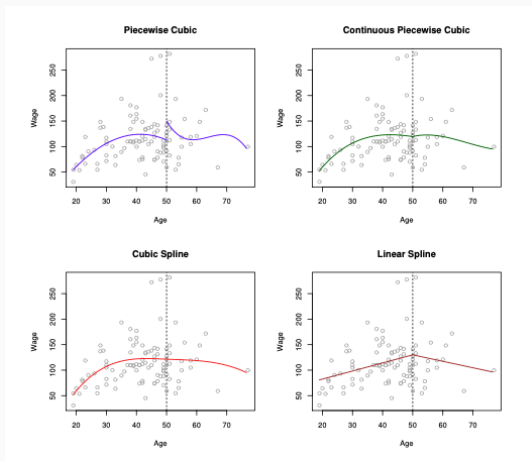 Piecewise Cubic
Continuous Piecewise Cubic
Wage
50 100 150 200 250
20 30 40 50 60 70
Age
Wage
50 100 150 200 250
20 30 40 50 60 70
Age
Cubic Spline
Linear Spline
Wage
50 100 150 200 250
20 30 40 50 60 70
Age
Wage
50 100 150 200 250
20 30 40 50 60 70
Age